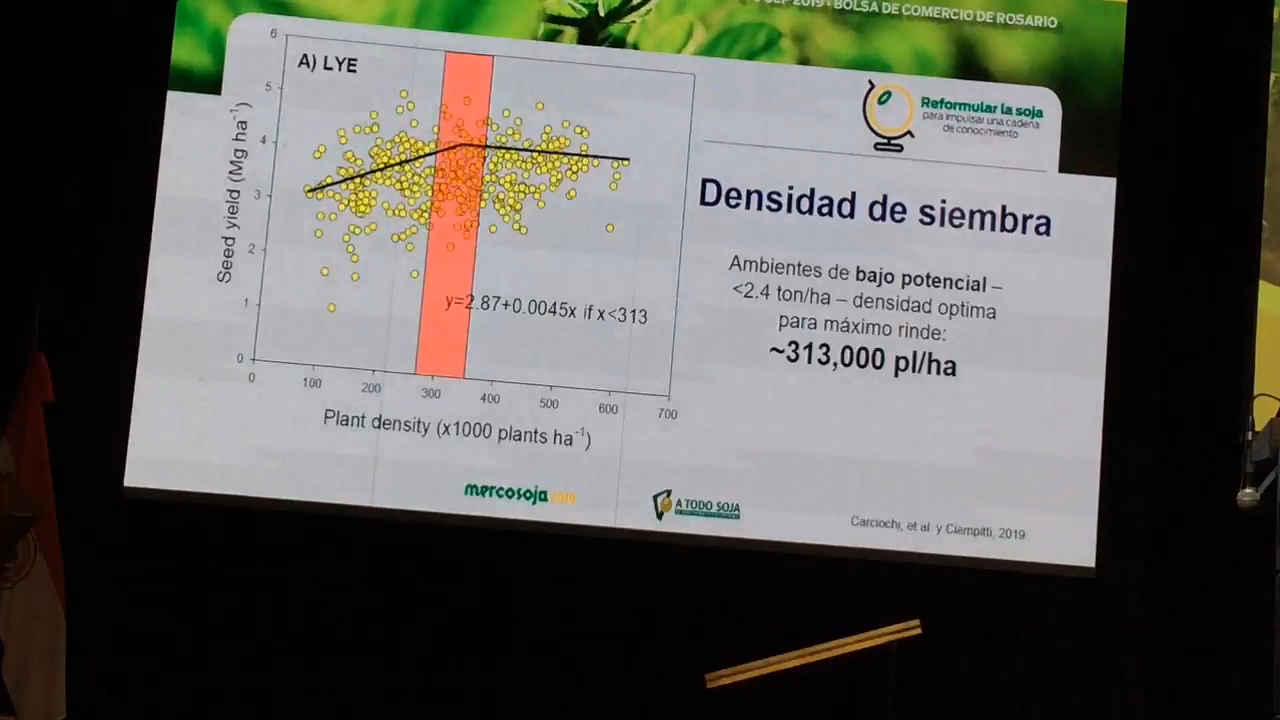 2019 - BOLSA DE COMERCIO DE ROSARIO
Reformular la soja
para impulsar una cadena
de conocimiento
A) LYE
Seed yield (Mg ha⁻¹)
6
5
4
3
2
1
0
y=2.87+0.0045x if x<313
0
100
200
300
400
500
600
700
Plant density (x1000 plants ha⁻¹)
Densidad de siembra
Ambientes de bajo potencial –
<2.4 ton/ha – densidad optima
para máximo rinde:
~313,000 pl/ha
mercosoja2019
A TODO SOJA
Carciochi, et al. y Ciampitti, 2019